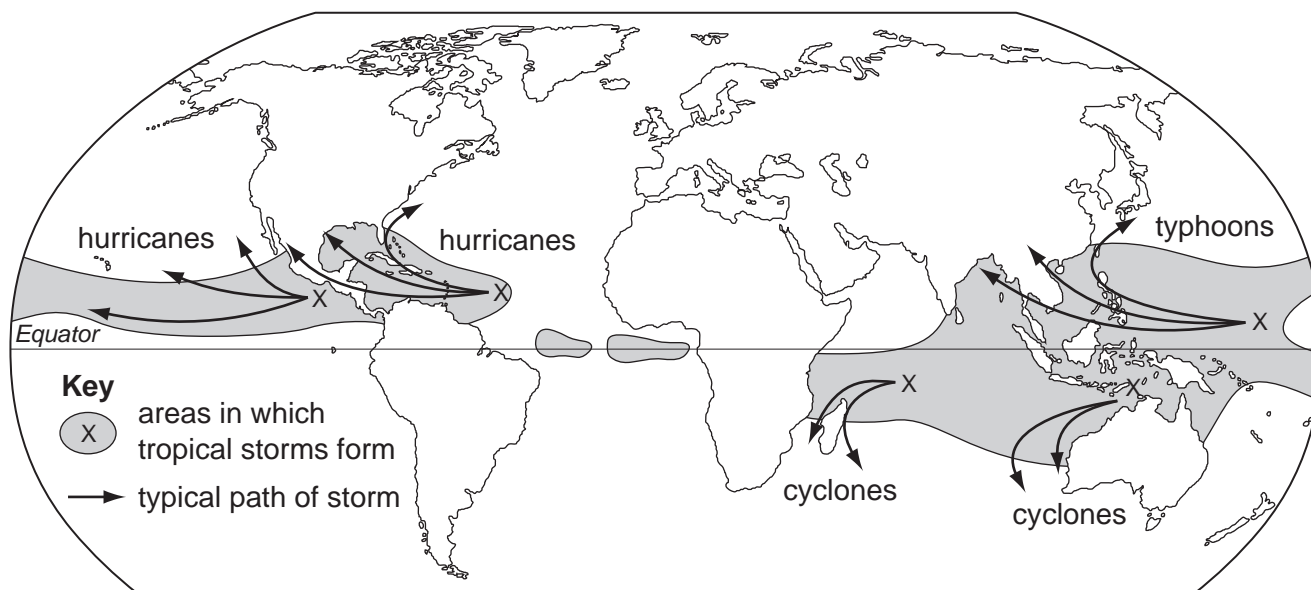 hurricanes
hurricanes
typhoons
X
X
X
Equator
X
X
Key
X
areas in which
tropical storms form
typical path of storm
cyclones
cyclones